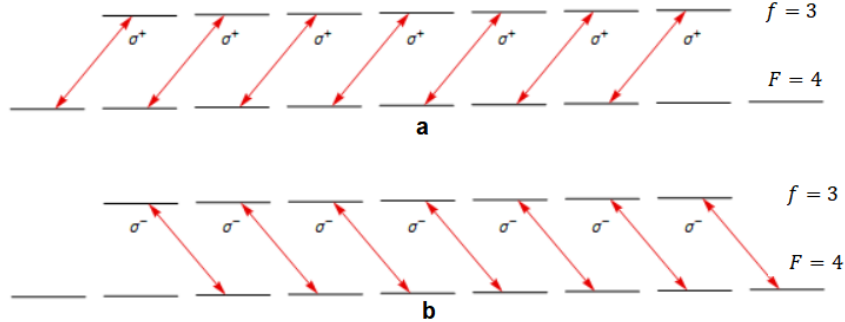 f = 3
σ⁺ σ⁺ σ⁺ σ⁺ σ⁺ σ⁺ σ⁺
F = 4
a
f = 3
σ⁻ σ⁻ σ⁻ σ⁻ σ⁻ σ⁻ σ⁻
F = 4
b